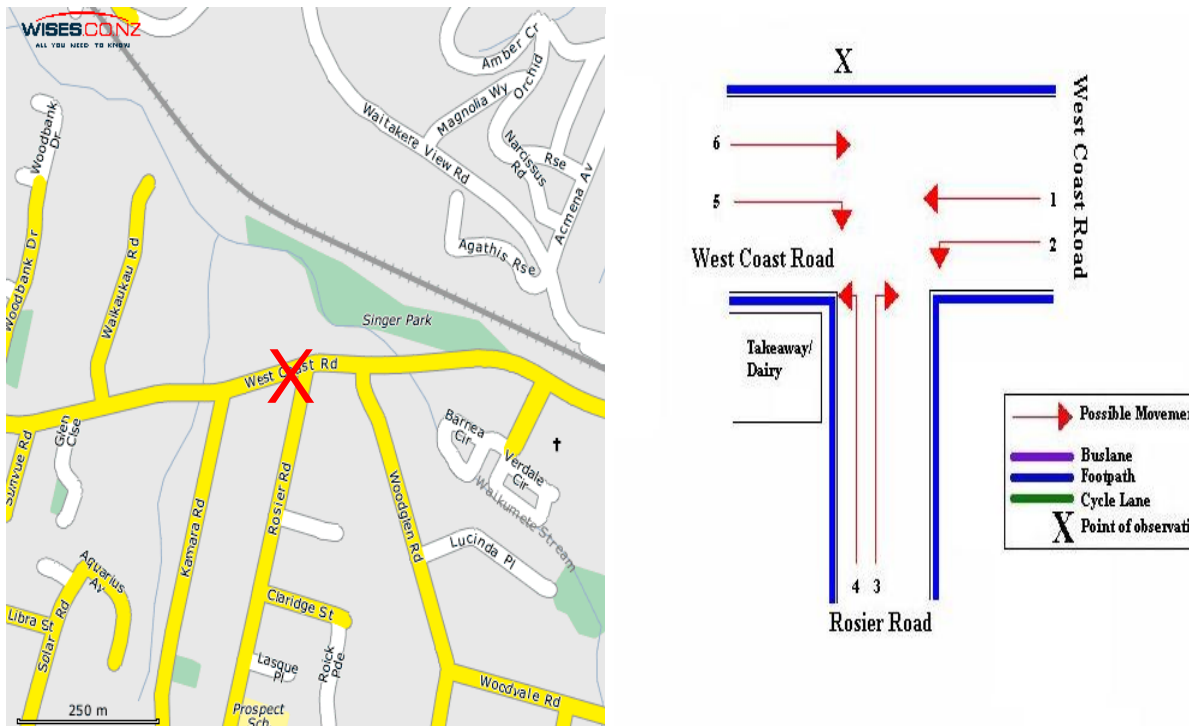 WISES.CO.NZ
ALL YOU NEED TO KNOW
Amber Cr
Orchid
Magnolia Wy
Woodbank
Dr
Waitakere View Rd
Narcissus
Rd
Rse
Acmena Av
Woodbank Dr
Waikaukau Rd
Agathis Rse
Singer Park
West Coast Rd
Glen
Clse
Sunvue Rd
Barnea
Cir
Verdale
Cir
Waikumete Stream
Kamara Rd
Rosier Rd
Woodglen Rd
Lucinda Pl
Aquarius
Av
Libra St
Solar Rd
Claridge St
Lasque
Pl
Roick
Pde
Woodvale Rd
Prospect
Sch
250 m
X
X
West Coast Road
6
5
1
2
West Coast Road
Takeaway/
Dairy
4 3
Rosier Road
Possible Movemen
Buslane
Footpath
Cycle Lane
X Point of observati